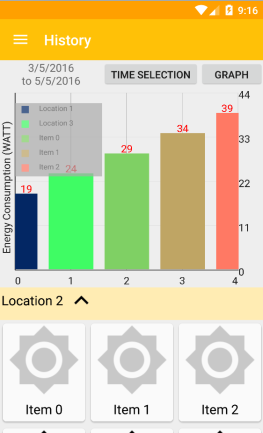 9:16
History
3/5/2016
to 5/5/2016
TIME SELECTION
GRAPH
Energy Consumption (WATT)
Location 1
Location 3
Item 0
Item 1
Item 2
19
24
29
34
39
44
33
22
11
0
0
1
2
3
4
Location 2
Item 0
Item 1
Item 2